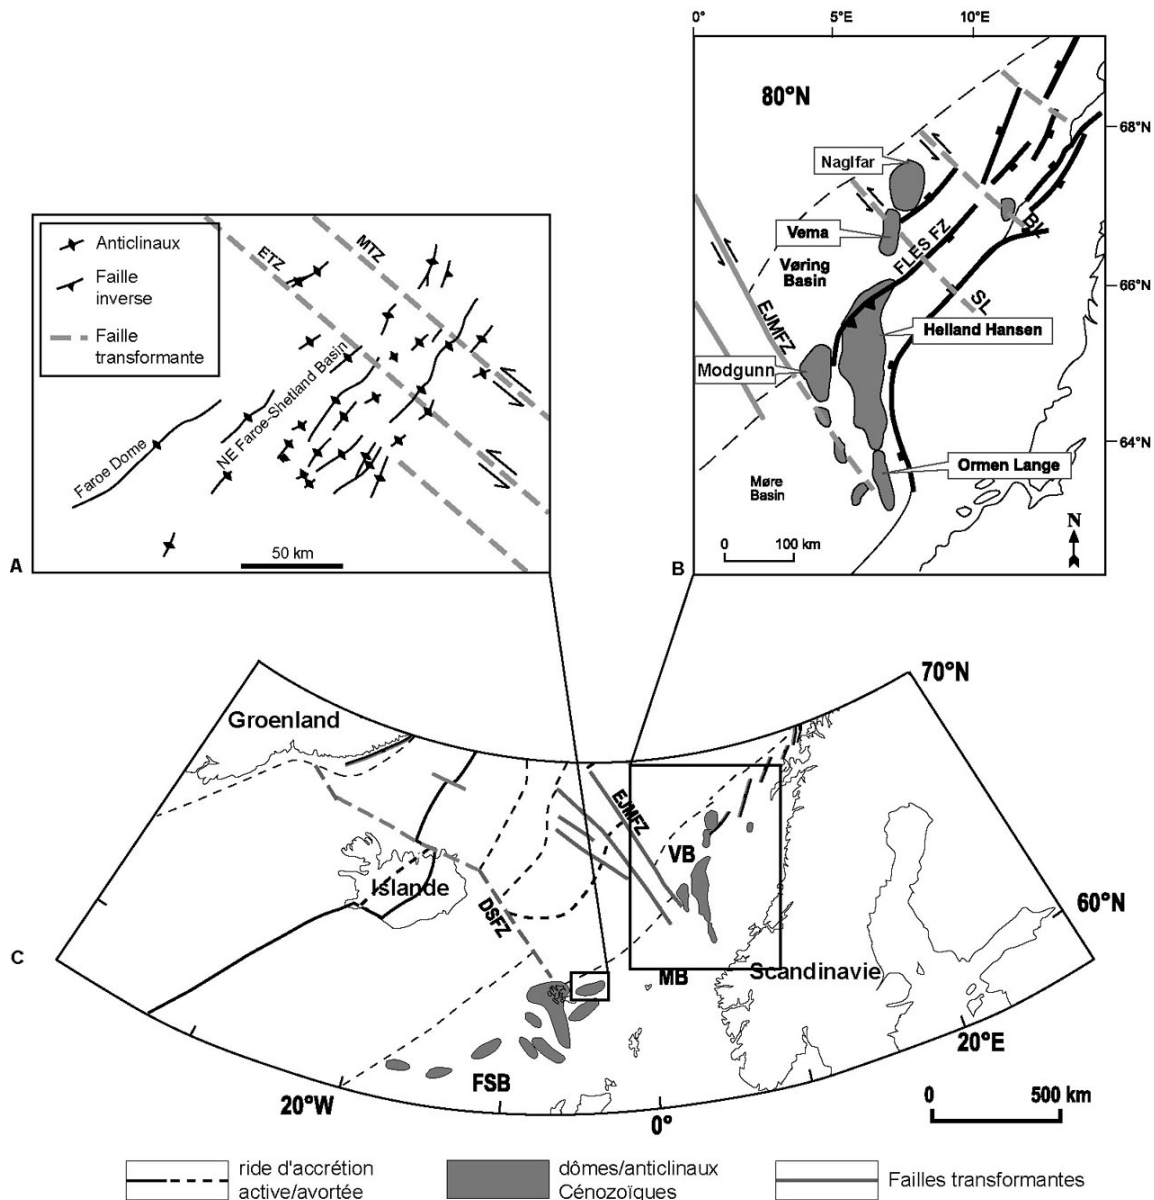 0°
5°E
10°E
80°N
68°N
Naglfar
Vema
BL
FLES FZ
Vøring
Basin
66°N
SL
EJMFZ
Helland Hansen
Modgunn
64°N
Ormen Lange
Møre
Basin
N
0
100 km
B
Anticlinaux
Faille
inverse
Faille
transformante
ETZ
MTZ
NE Faroe-Shetland Basin
Faroe Dome
50 km
A
70°N
Groenland
EJMFZ
VB
Islande
DSFZ
60°N
C
Scandinavie
MB
20°E
FSB
20°W
0°
0
500 km
ride d'accrétion
active/avortée
dômes/anticlinaux
Cénozoïques
Failles transformantes